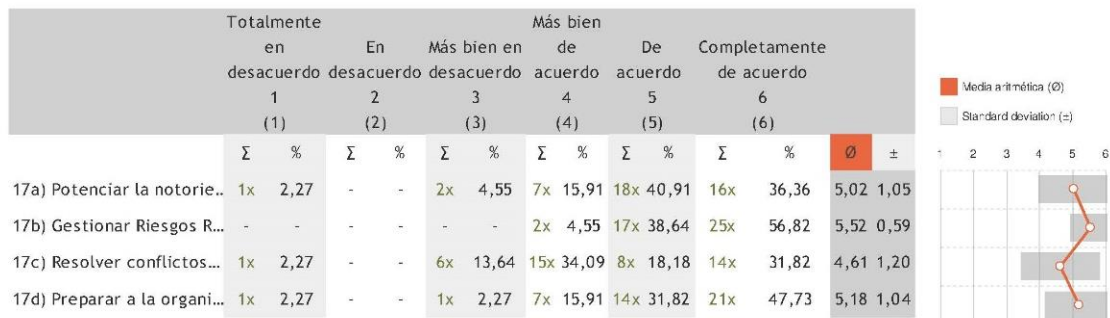 Totalmente Más bien
en En Más bien en de De Completamente
desacuerdo desacuerdo desacuerdo acuerdo acuerdo de acuerdo
1 2 3 4 5 6
(1) (2) (3) (4) (5) (6)
Media aritmética (Ø)
Standard deviation (±)
Σ % Σ % Σ % Σ % Σ % Σ % Ø ± 1 2 3 4 5 6
17a) Potenciar la notorie.. 1x 2,27 - - 2x 4,55 7x 15,91 18x 40,91 16x 36,36 5,02 1,05
17b) Gestionar Riesgos R... - - - - - - 2x 4,55 17x 38,64 25x 56,82 5,52 0,59
17c) Resolver conflictos... 1x 2,27 - - 6x 13,64 15x 34,09 8x 18,18 14x 31,82 4,61 1,20
17d) Preparar a la organi... 1x 2,27 - - 1x 2,27 7x 15,91 14x 31,82 21x 47,73 5,18 1,04